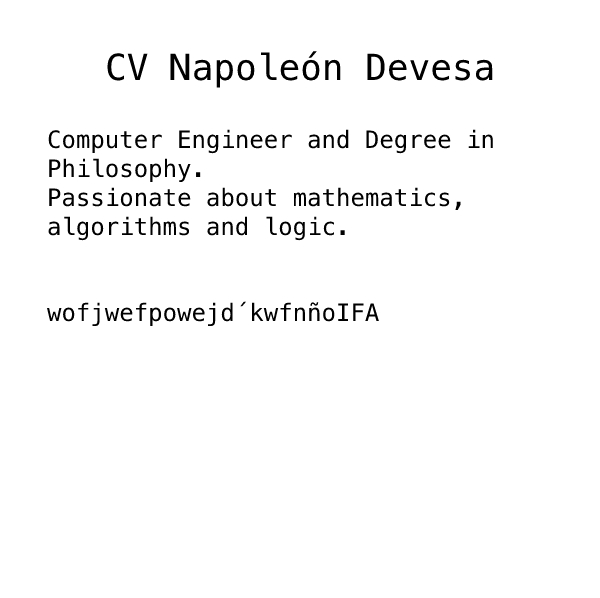 CV Napoleón Devesa
Computer Engineer and Degree in
Philosophy.
Passionate about mathematics,
algorithms and logic.
wofjwefpowejd´kwfnñoIFA